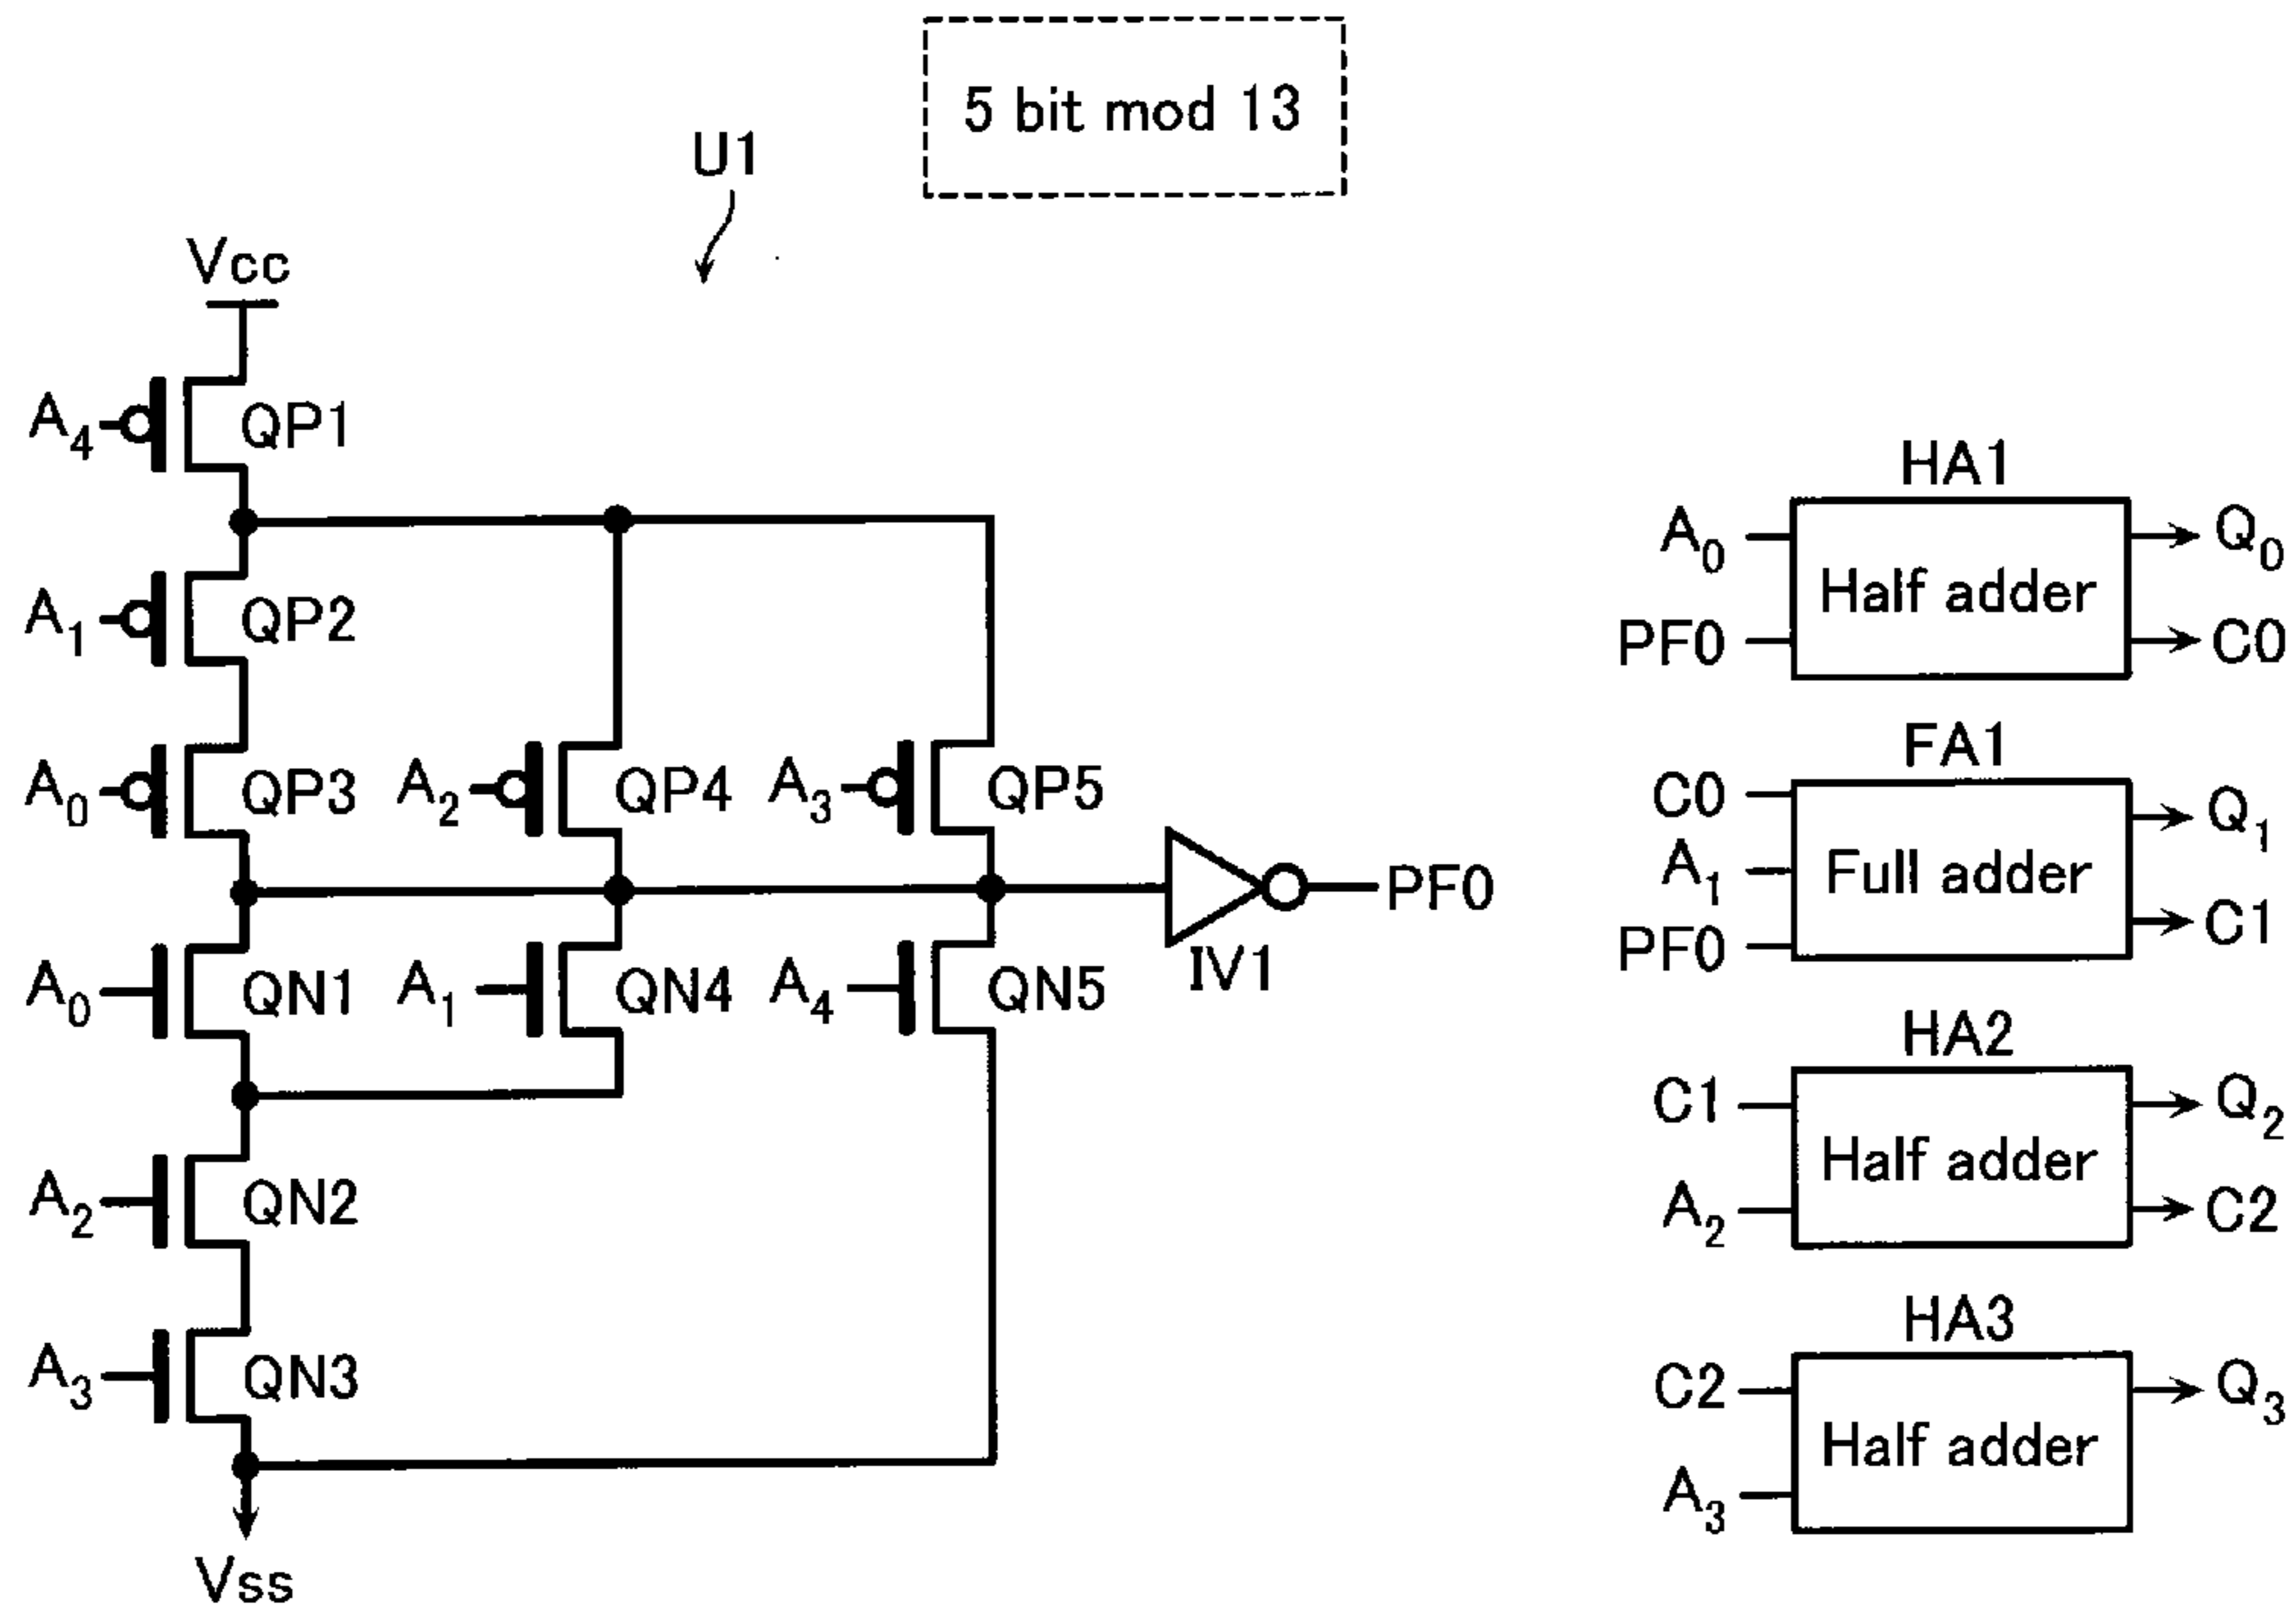 5 bit mod 13
U1
Vcc
A4
QP1
A1
QP2
A0
QP3
A2
QP4
A3
QP5
IV1
PF0
A0
QN1
A1
QN4
A4
QN5
A2
QN2
A3
QN3
Vss
HA1
A0
PF0
Half adder
Q0
C0
FA1
C0
A1
PF0
Full adder
Q1
C1
HA2
C1
A2
Half adder
Q2
C2
HA3
C2
A3
Half adder
Q3